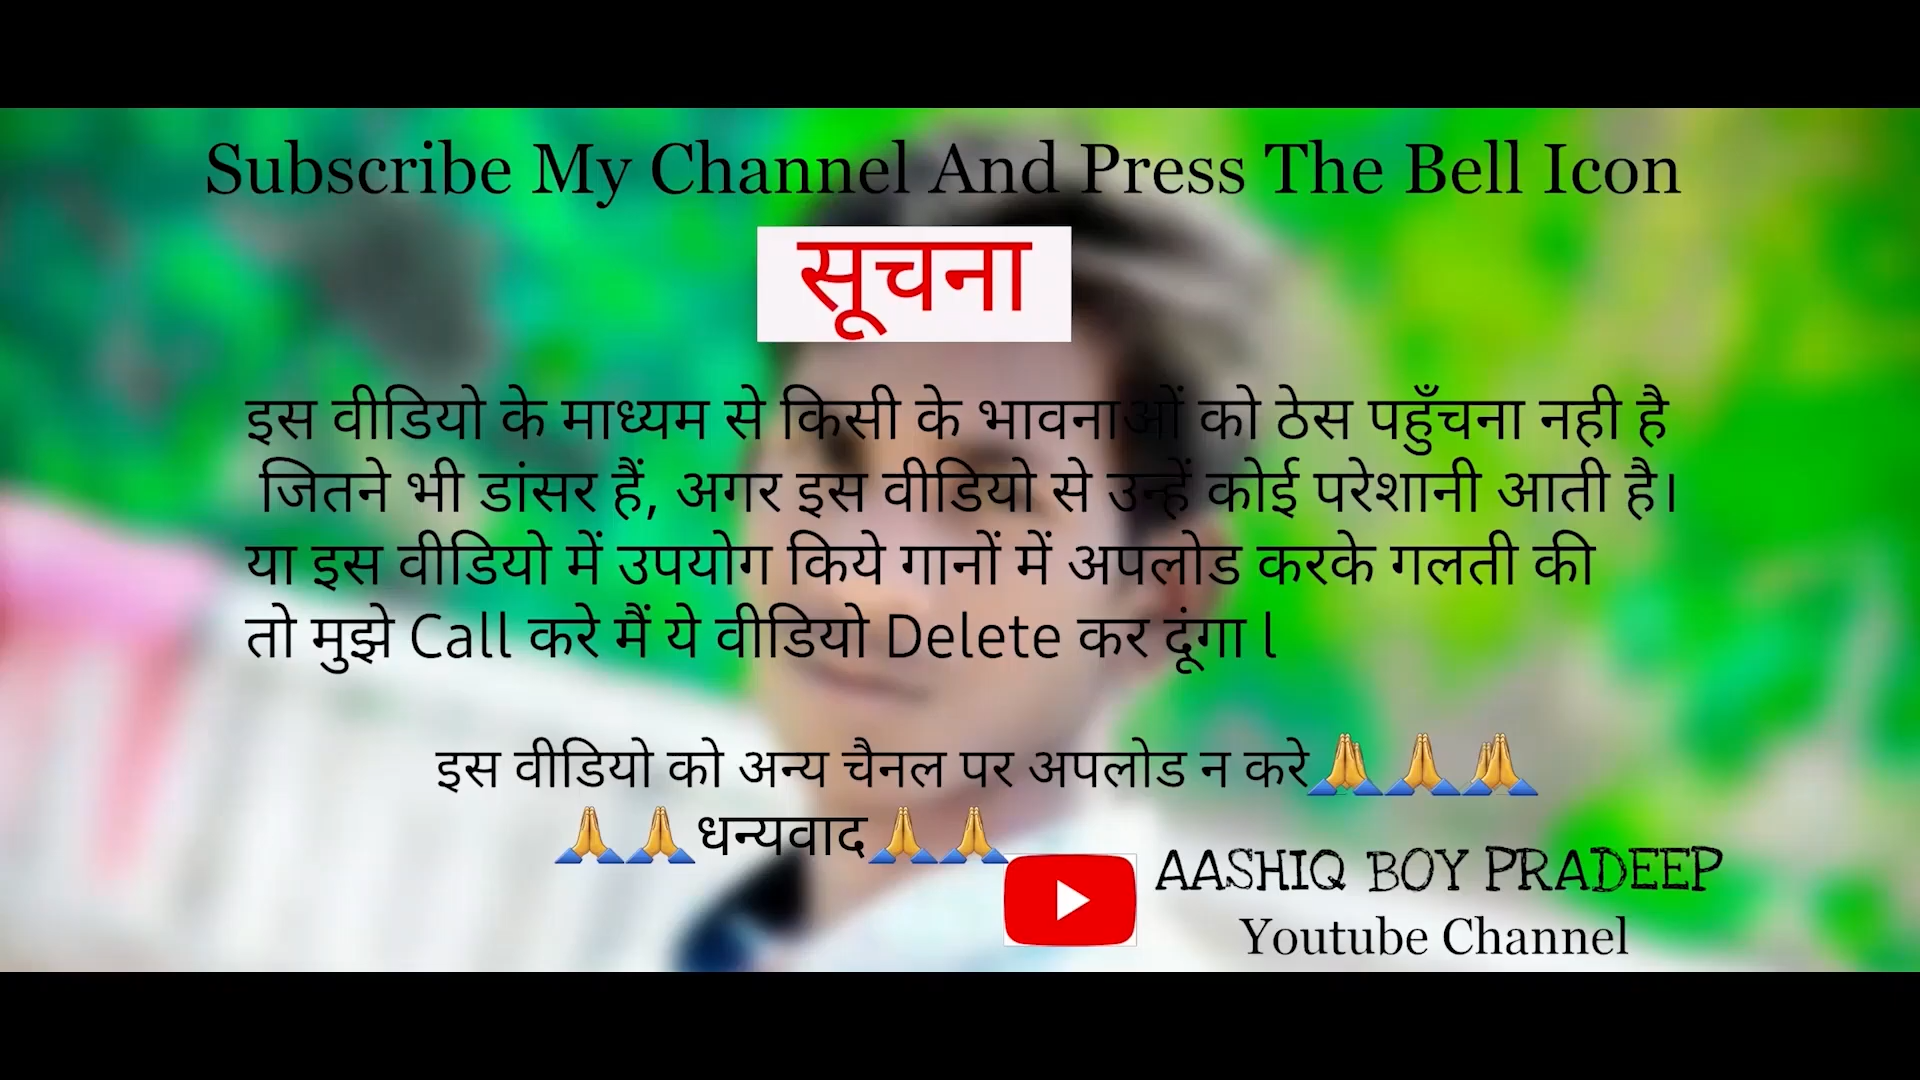 Subscribe My Channel And Press The Bell Icon
सूचना
इस वीडियो के माध्यम से किसी के भावनाओं को ठेस पहुँचना नही है
जितने भी डांसर हैं, अगर इस वीडियो से उन्हें कोई परेशानी आती है।
या इस वीडियो में उपयोग किये गानों में अपलोड करके गलती की
तो मुझे Call करे मैं ये वीडियो Delete कर दूंगा l
इस वीडियो को अन्य चैनल पर अपलोड न करे🙏🙏🙏
🙏🙏धन्यवाद🙏🙏
AASHIQ BOY PRADEEP
Youtube Channel